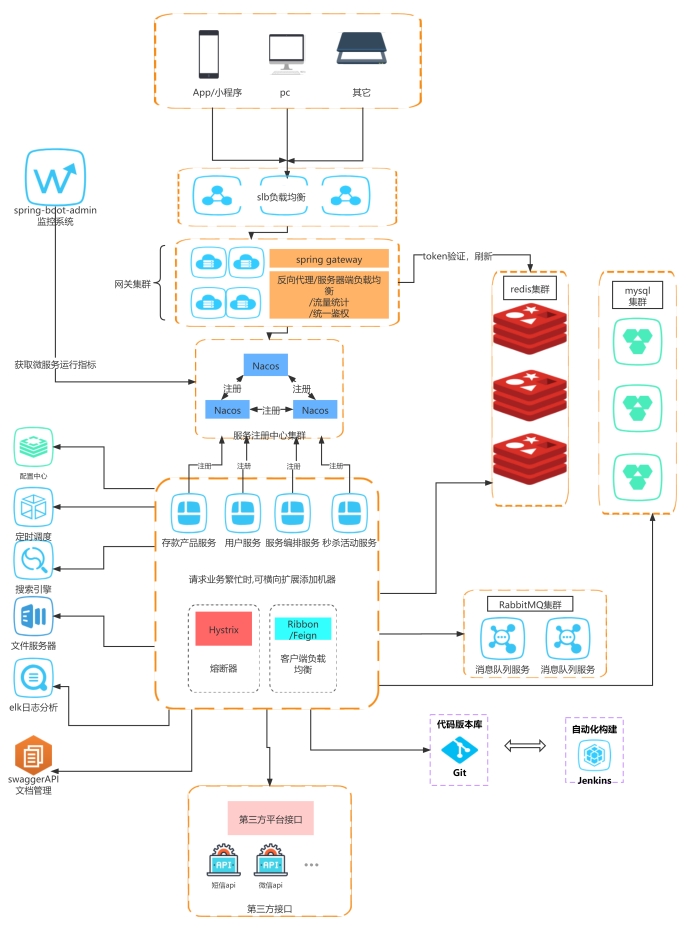 App/小程序
pc
其它
slb负载均衡
spring-boot-admin
监控系统
网关集群
spring gateway
反向代理/服务器端负载均
衡
/流量统计
/统一鉴权
token验证，刷新
redis集群
mysql
集群
获取微服务运行指标
Nacos
注册
注册
Nacos
注册
Nacos
服务注册中心集群
注册
注册
注册
注册
配置中心
定时调度
搜索引擎
文件服务器
elk日志分析
swaggerAPI
文档管理
存款产品服务
用户服务
服务编排服务
秒杀活动服务
请求业务繁忙时,可横向扩展添加机器
Hystrix
熔断器
Ribbon
/Feign
客户端负载
均衡
RabbitMQ集群
消息队列服务
消息队列服务
代码版本库
Git
自动化构建
Jenkins
第三方平台接口
API
API
短信api
微信api
第三方接口